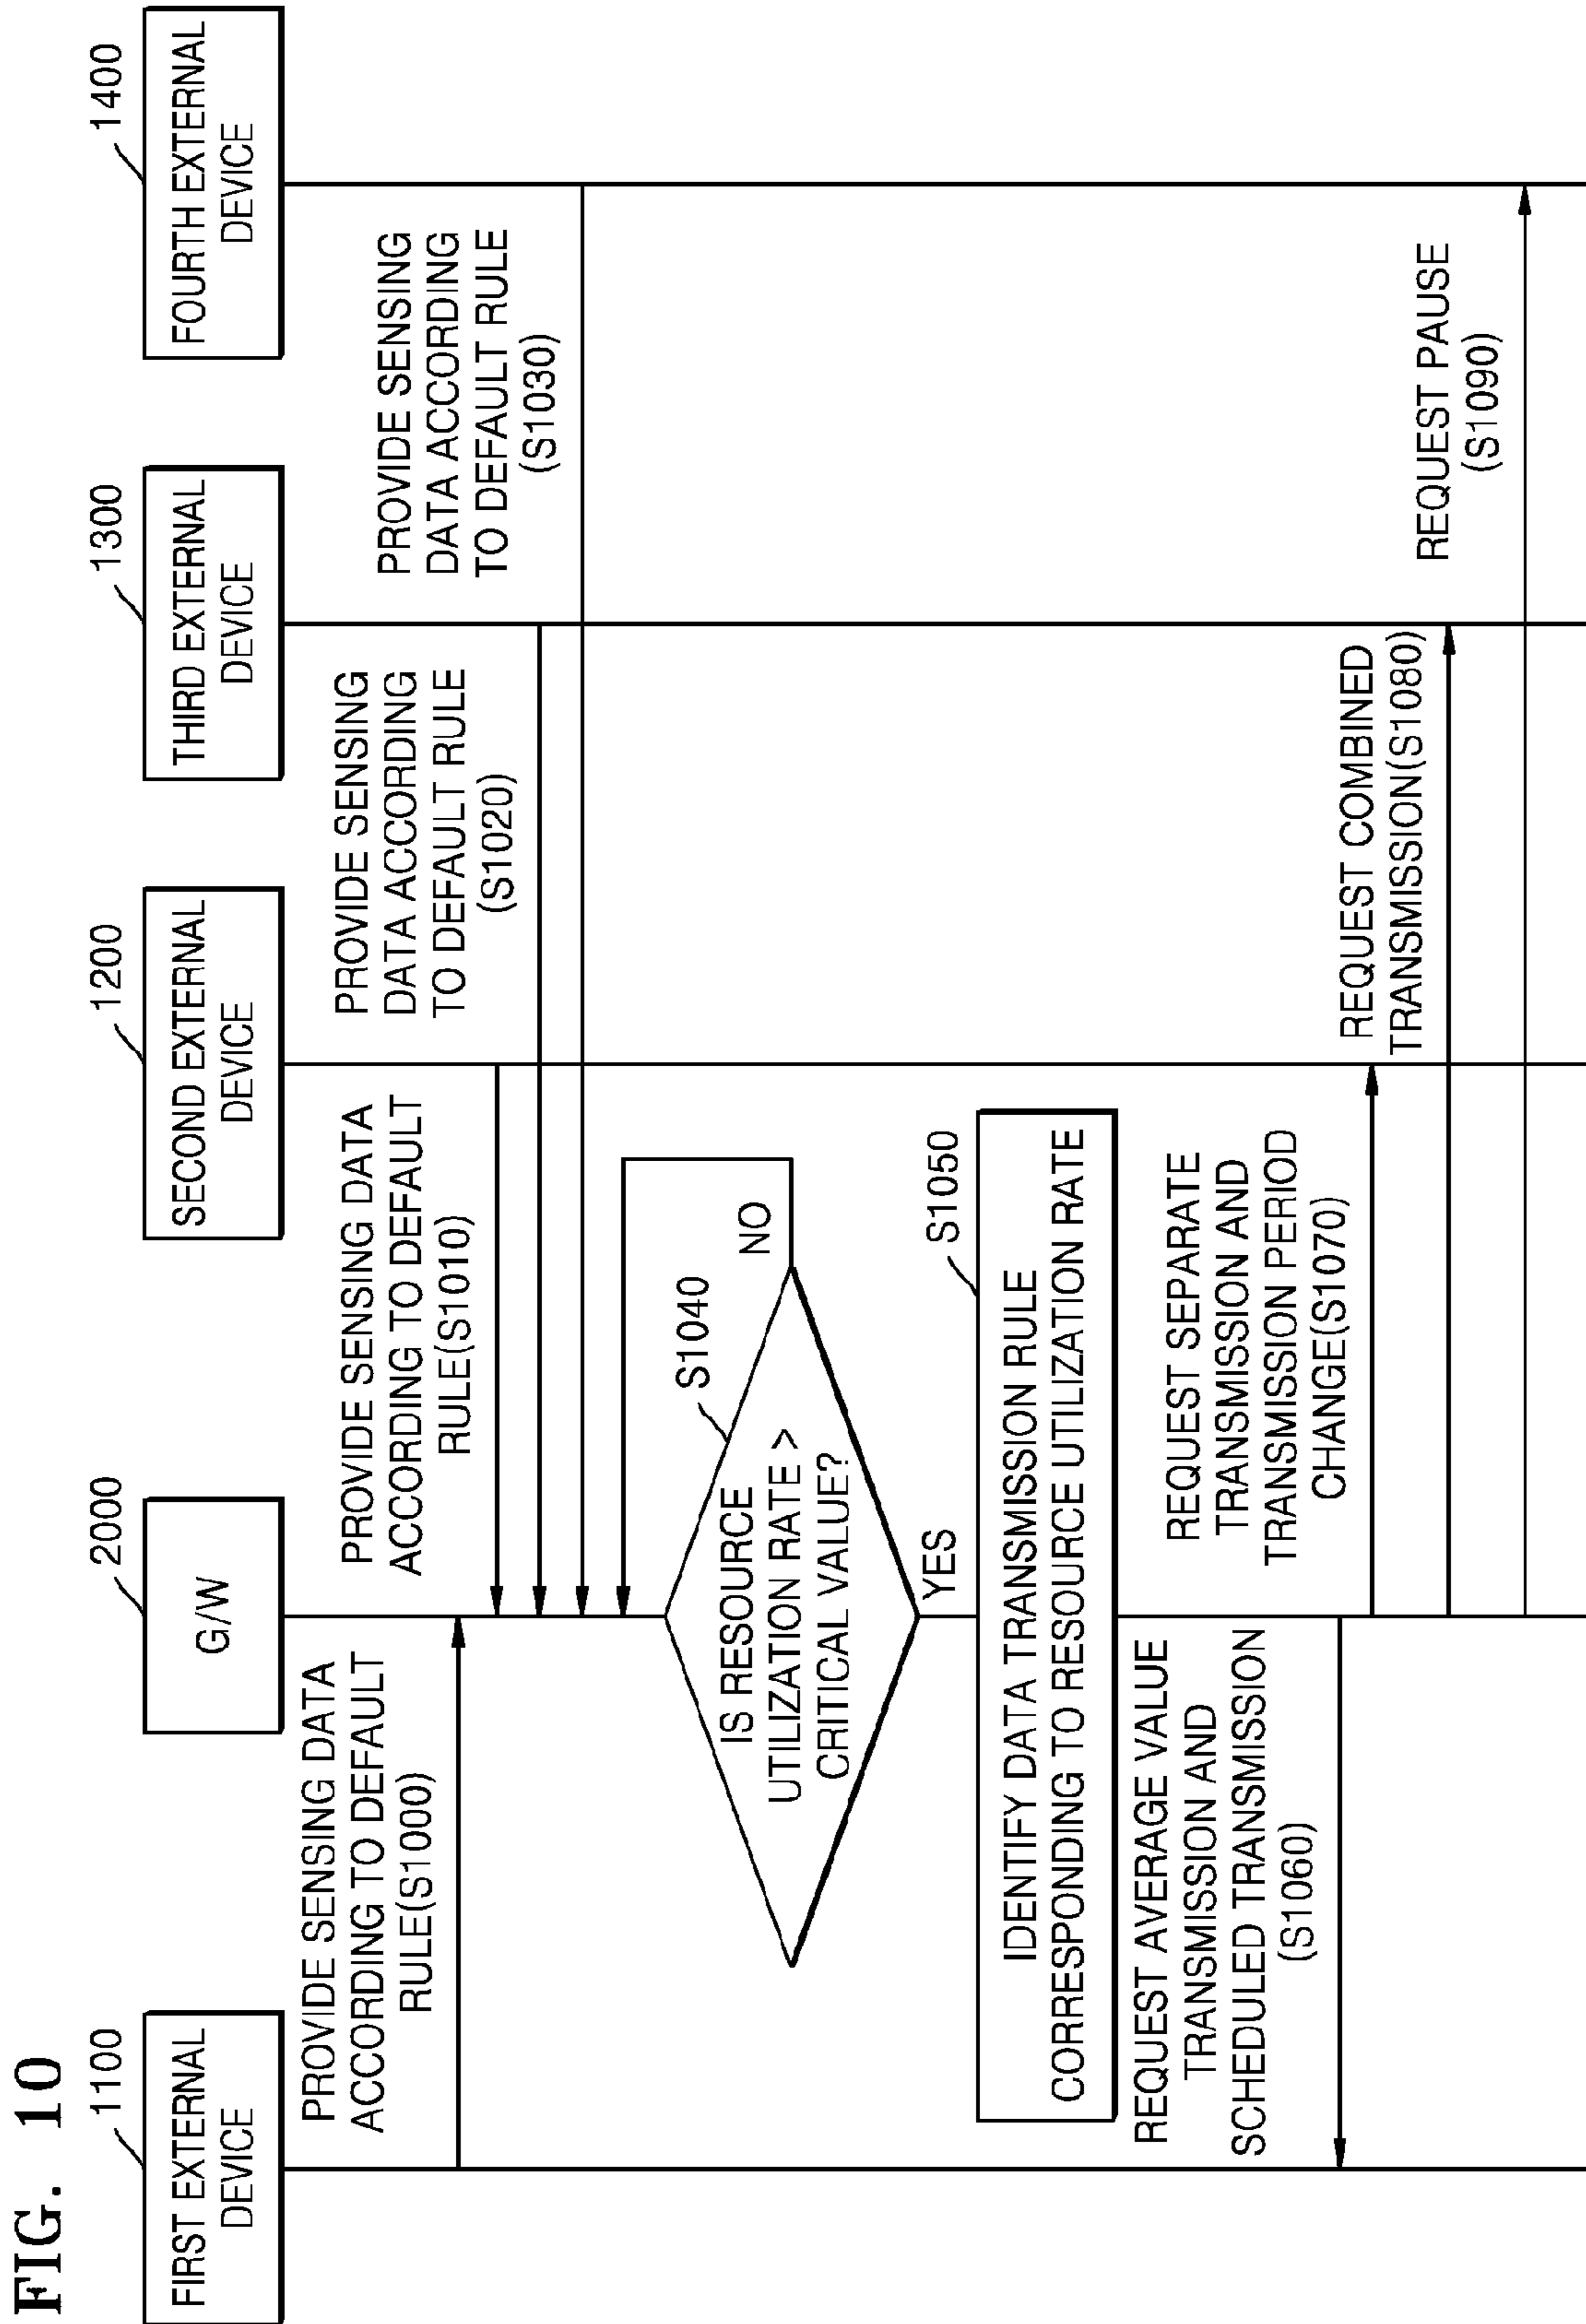 FIG. 10
1100
FIRST EXTERNAL
DEVICE
2000
G/W
1200
SECOND EXTERNAL
DEVICE
1300
THIRD EXTERNAL
DEVICE
1400
FOURTH EXTERNAL
DEVICE
PROVIDE SENSING DATA
ACCORDING TO DEFAULT
RULE(S1000)
PROVIDE SENSING DATA
ACCORDING TO DEFAULT
RULE(S1010)
PROVIDE SENSING
DATA ACCORDING
TO DEFAULT RULE
(S1020)
PROVIDE SENSING
DATA ACCORDING
TO DEFAULT RULE
(S1030)
S1040
IS RESOURCE
UTILIZATION RATE >
CRITICAL VALUE?
NO
YES
S1050
IDENTIFY DATA TRANSMISSION RULE
CORRESPONDING TO RESOURCE UTILIZATION RATE
REQUEST AVERAGE VALUE
TRANSMISSION AND
SCHEDULED TRANSMISSION
(S1060)
REQUEST SEPARATE
TRANSMISSION AND
TRANSMISSION PERIOD
CHANGE(S1070)
REQUEST COMBINED
TRANSMISSION(S1080)
REQUEST PAUSE
(S1090)